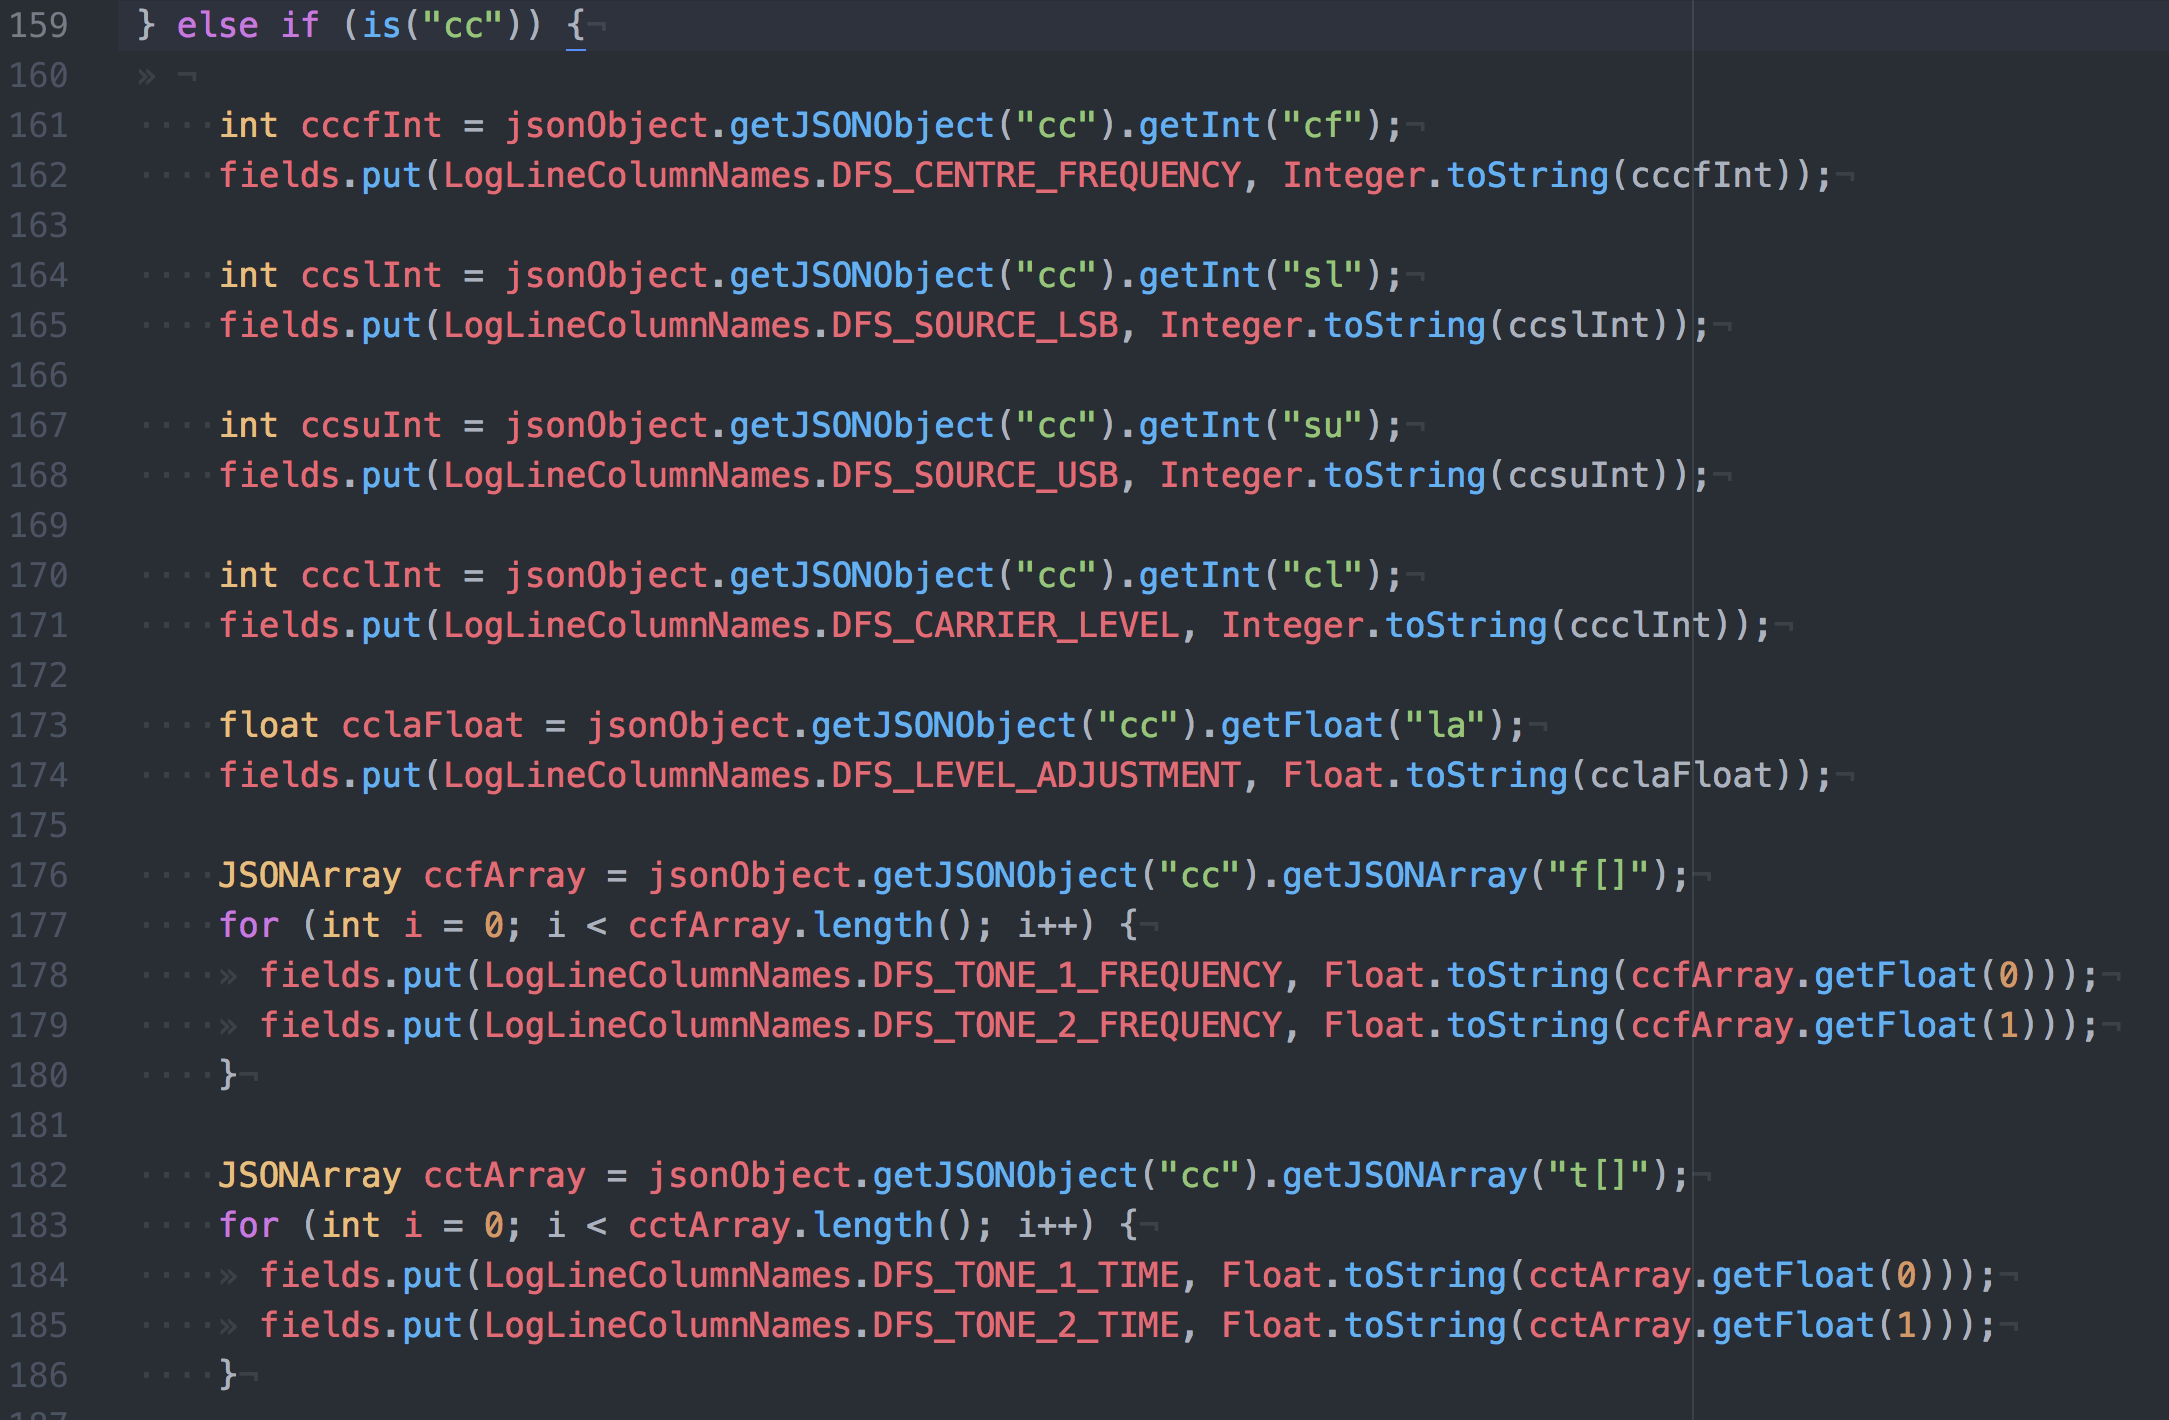 159 } else if (is("cc")) {¬
160 » ¬
161 ····int cccfInt = jsonObject.getJSONObject("cc").getInt("cf");¬
162 ····fields.put(LogLineColumnNames.DFS_CENTRE_FREQUENCY, Integer.toString(cccfInt));¬
163
164 ····int ccslInt = jsonObject.getJSONObject("cc").getInt("sl");¬
165 ····fields.put(LogLineColumnNames.DFS_SOURCE_LSB, Integer.toString(ccslInt));¬
166
167 ····int ccsuInt = jsonObject.getJSONObject("cc").getInt("su");¬
168 ····fields.put(LogLineColumnNames.DFS_SOURCE_USB, Integer.toString(ccsuInt));¬
169
170 ····int ccclInt = jsonObject.getJSONObject("cc").getInt("cl");¬
171 ····fields.put(LogLineColumnNames.DFS_CARRIER_LEVEL, Integer.toString(ccclInt));¬
172
173 ····float cclaFloat = jsonObject.getJSONObject("cc").getFloat("la");¬
174 ····fields.put(LogLineColumnNames.DFS_LEVEL_ADJUSTMENT, Float.toString(cclaFloat));¬
175
176 ····JSONArray ccfArray = jsonObject.getJSONObject("cc").getJSONArray("f[]");¬
177 ····for (int i = 0; i < ccfArray.length(); i++) {¬
178 ····» fields.put(LogLineColumnNames.DFS_TONE_1_FREQUENCY, Float.toString(ccfArray.getFloat(0)));¬
179 ····» fields.put(LogLineColumnNames.DFS_TONE_2_FREQUENCY, Float.toString(ccfArray.getFloat(1)));¬
180 ····}¬
181
182 ····JSONArray cctArray = jsonObject.getJSONObject("cc").getJSONArray("t[]");¬
183 ····for (int i = 0; i < cctArray.length(); i++) {¬
184 ····» fields.put(LogLineColumnNames.DFS_TONE_1_TIME, Float.toString(cctArray.getFloat(0)));¬
185 ····» fields.put(LogLineColumnNames.DFS_TONE_2_TIME, Float.toString(cctArray.getFloat(1)));¬
186 ····}¬
187